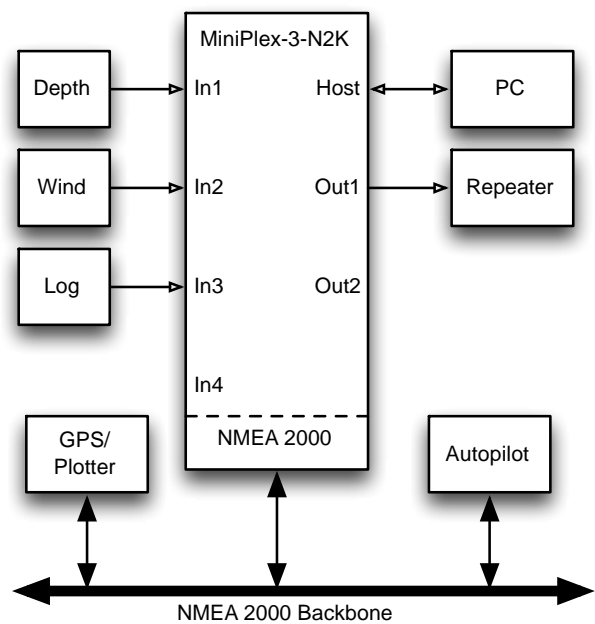 MiniPlex-3-N2K
Depth
In1
Host
PC
Wind
In2
Out1
Repeater
Log
In3
Out2
In4
GPS/
Plotter
NMEA 2000
Autopilot
NMEA 2000 Backbone